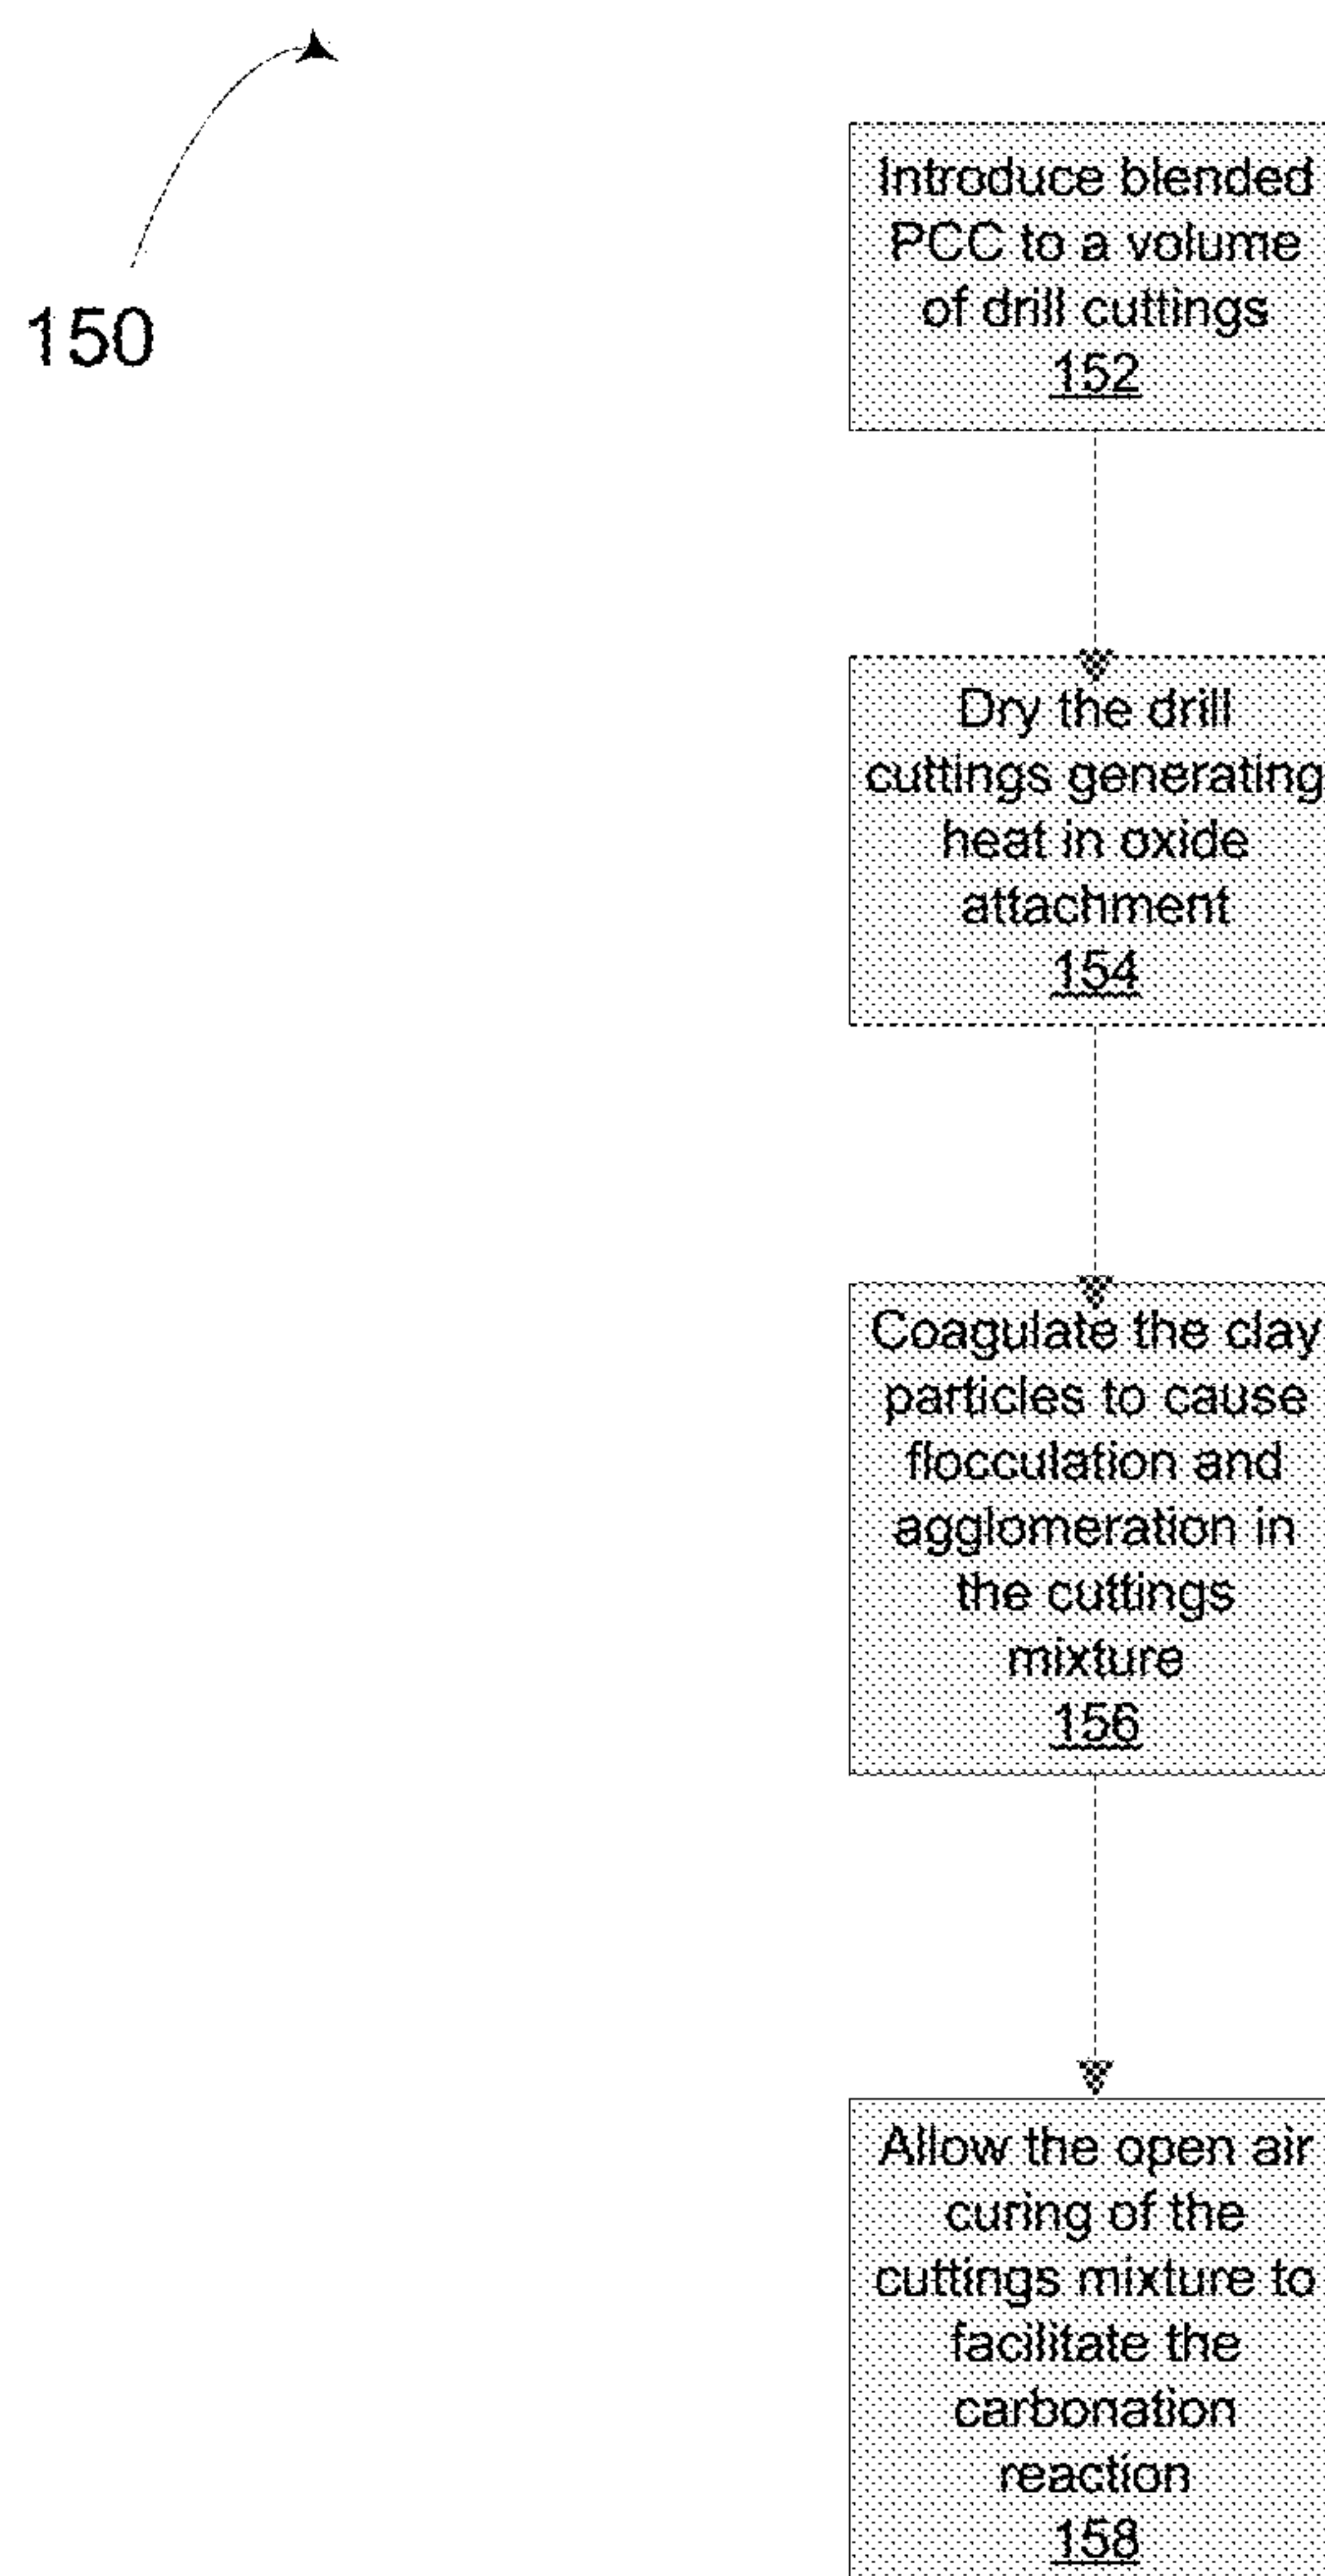 150
Introduce blended
PCC to a volume
of drill cuttings
152
Dry the drill
cuttings generating
heat in oxide
attachment
154
Coagulate the clay
particles to cause
flocculation and
agglomeration in
the cuttings
mixture
156
Allow the open air
curing of the
cuttings mixture to
facilitate the
carbonation
reaction
158